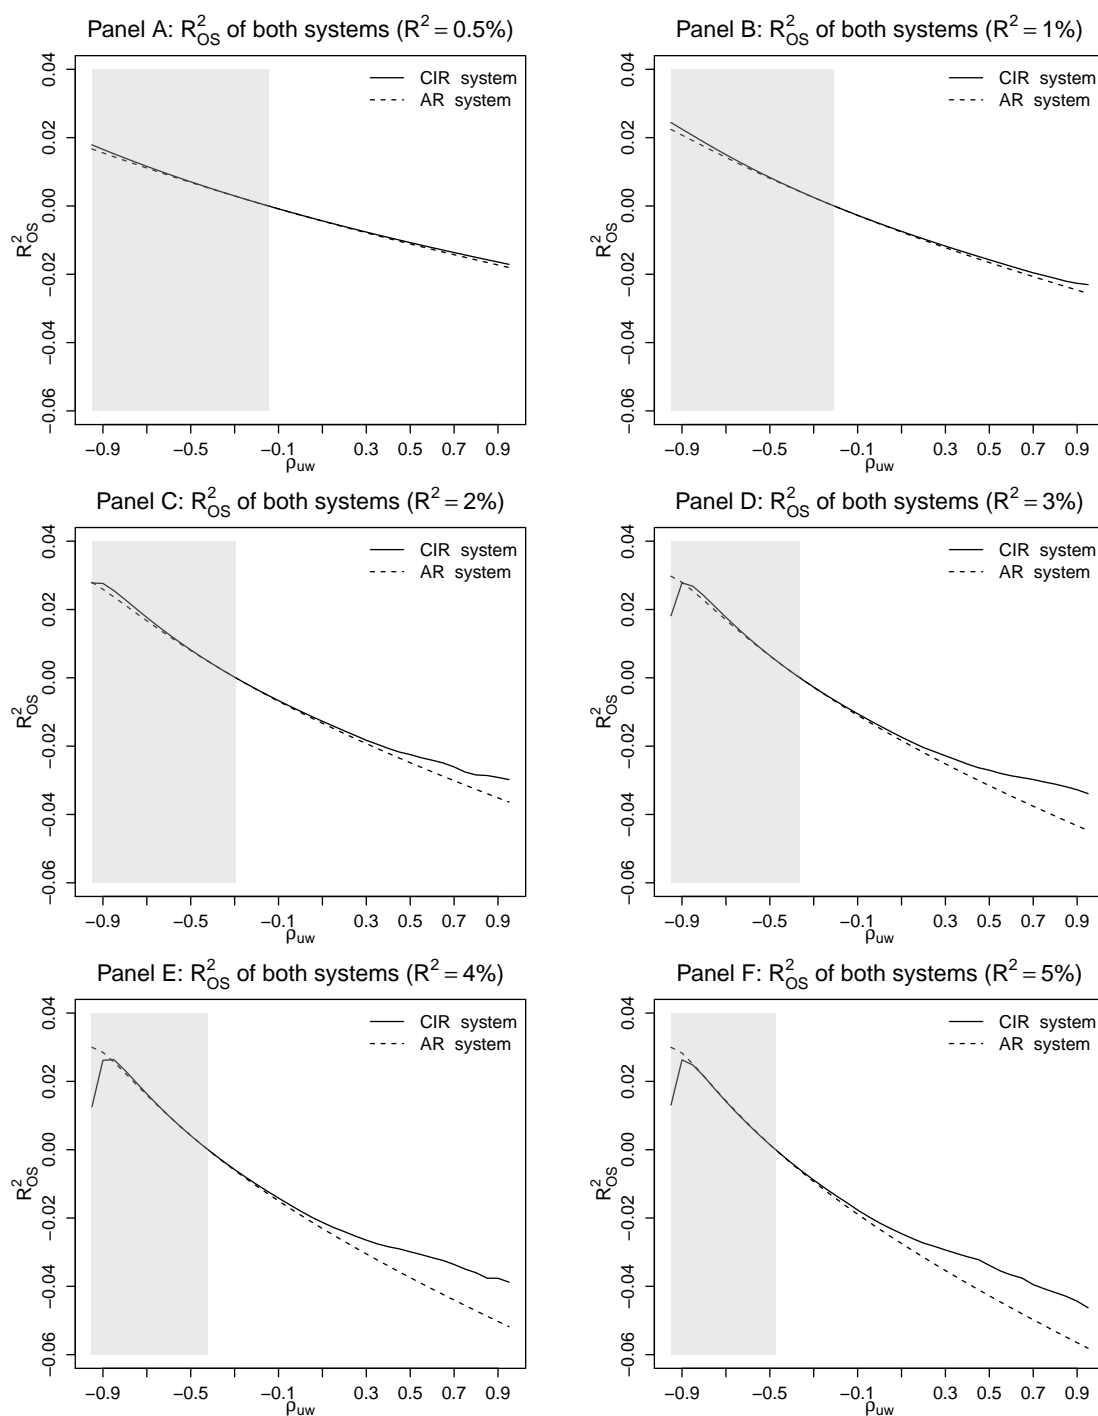 Panel A: R²OS of both systems (R² = 0.5%)
CIR system
AR system
R²OS
0.04
0.02
0.00
−0.02
−0.04
−0.06
−0.9 −0.5 −0.1 0.3 0.5 0.7 0.9
ρuw
Panel B: R²OS of both systems (R² = 1%)
CIR system
AR system
R²OS
0.04
0.02
0.00
−0.02
−0.04
−0.06
−0.9 −0.5 −0.1 0.3 0.5 0.7 0.9
ρuw
Panel C: R²OS of both systems (R² = 2%)
CIR system
AR system
R²OS
0.04
0.02
0.00
−0.02
−0.04
−0.06
−0.9 −0.5 −0.1 0.3 0.5 0.7 0.9
ρuw
Panel D: R²OS of both systems (R² = 3%)
CIR system
AR system
R²OS
0.04
0.02
0.00
−0.02
−0.04
−0.06
−0.9 −0.5 −0.1 0.3 0.5 0.7 0.9
ρuw
Panel E: R²OS of both systems (R² = 4%)
CIR system
AR system
R²OS
0.04
0.02
0.00
−0.02
−0.04
−0.06
−0.9 −0.5 −0.1 0.3 0.5 0.7 0.9
ρuw
Panel F: R²OS of both systems (R² = 5%)
CIR system
AR system
R²OS
0.04
0.02
0.00
−0.02
−0.04
−0.06
−0.9 −0.5 −0.1 0.3 0.5 0.7 0.9
ρuw